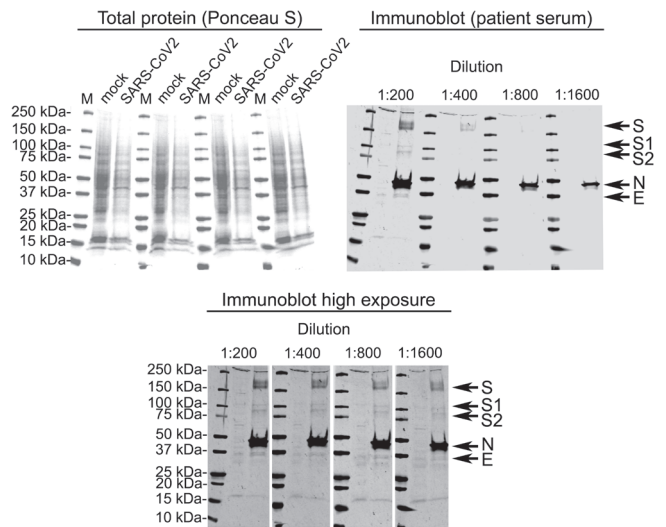 Total protein (Ponceau S)
M mock SARS-CoV2 M mock SARS-CoV2 M mock SARS-CoV2 M mock SARS-CoV2
250 kDa-
150 kDa-
100 kDa-
75 kDa-
50 kDa-
37 kDa-
25 kDa-
20 kDa-
15 kDa-
10 kDa-
Immunoblot (patient serum)
Dilution
1:200 1:400 1:800 1:1600
S
S1
S2
N
E
Immunoblot high exposure
Dilution
1:200 1:400 1:800 1:1600
250 kDa-
150 kDa-
100 kDa-
75 kDa-
50 kDa-
37 kDa-
25 kDa-
20 kDa-
15 kDa-
10 kDa-
S
S1
S2
N
E